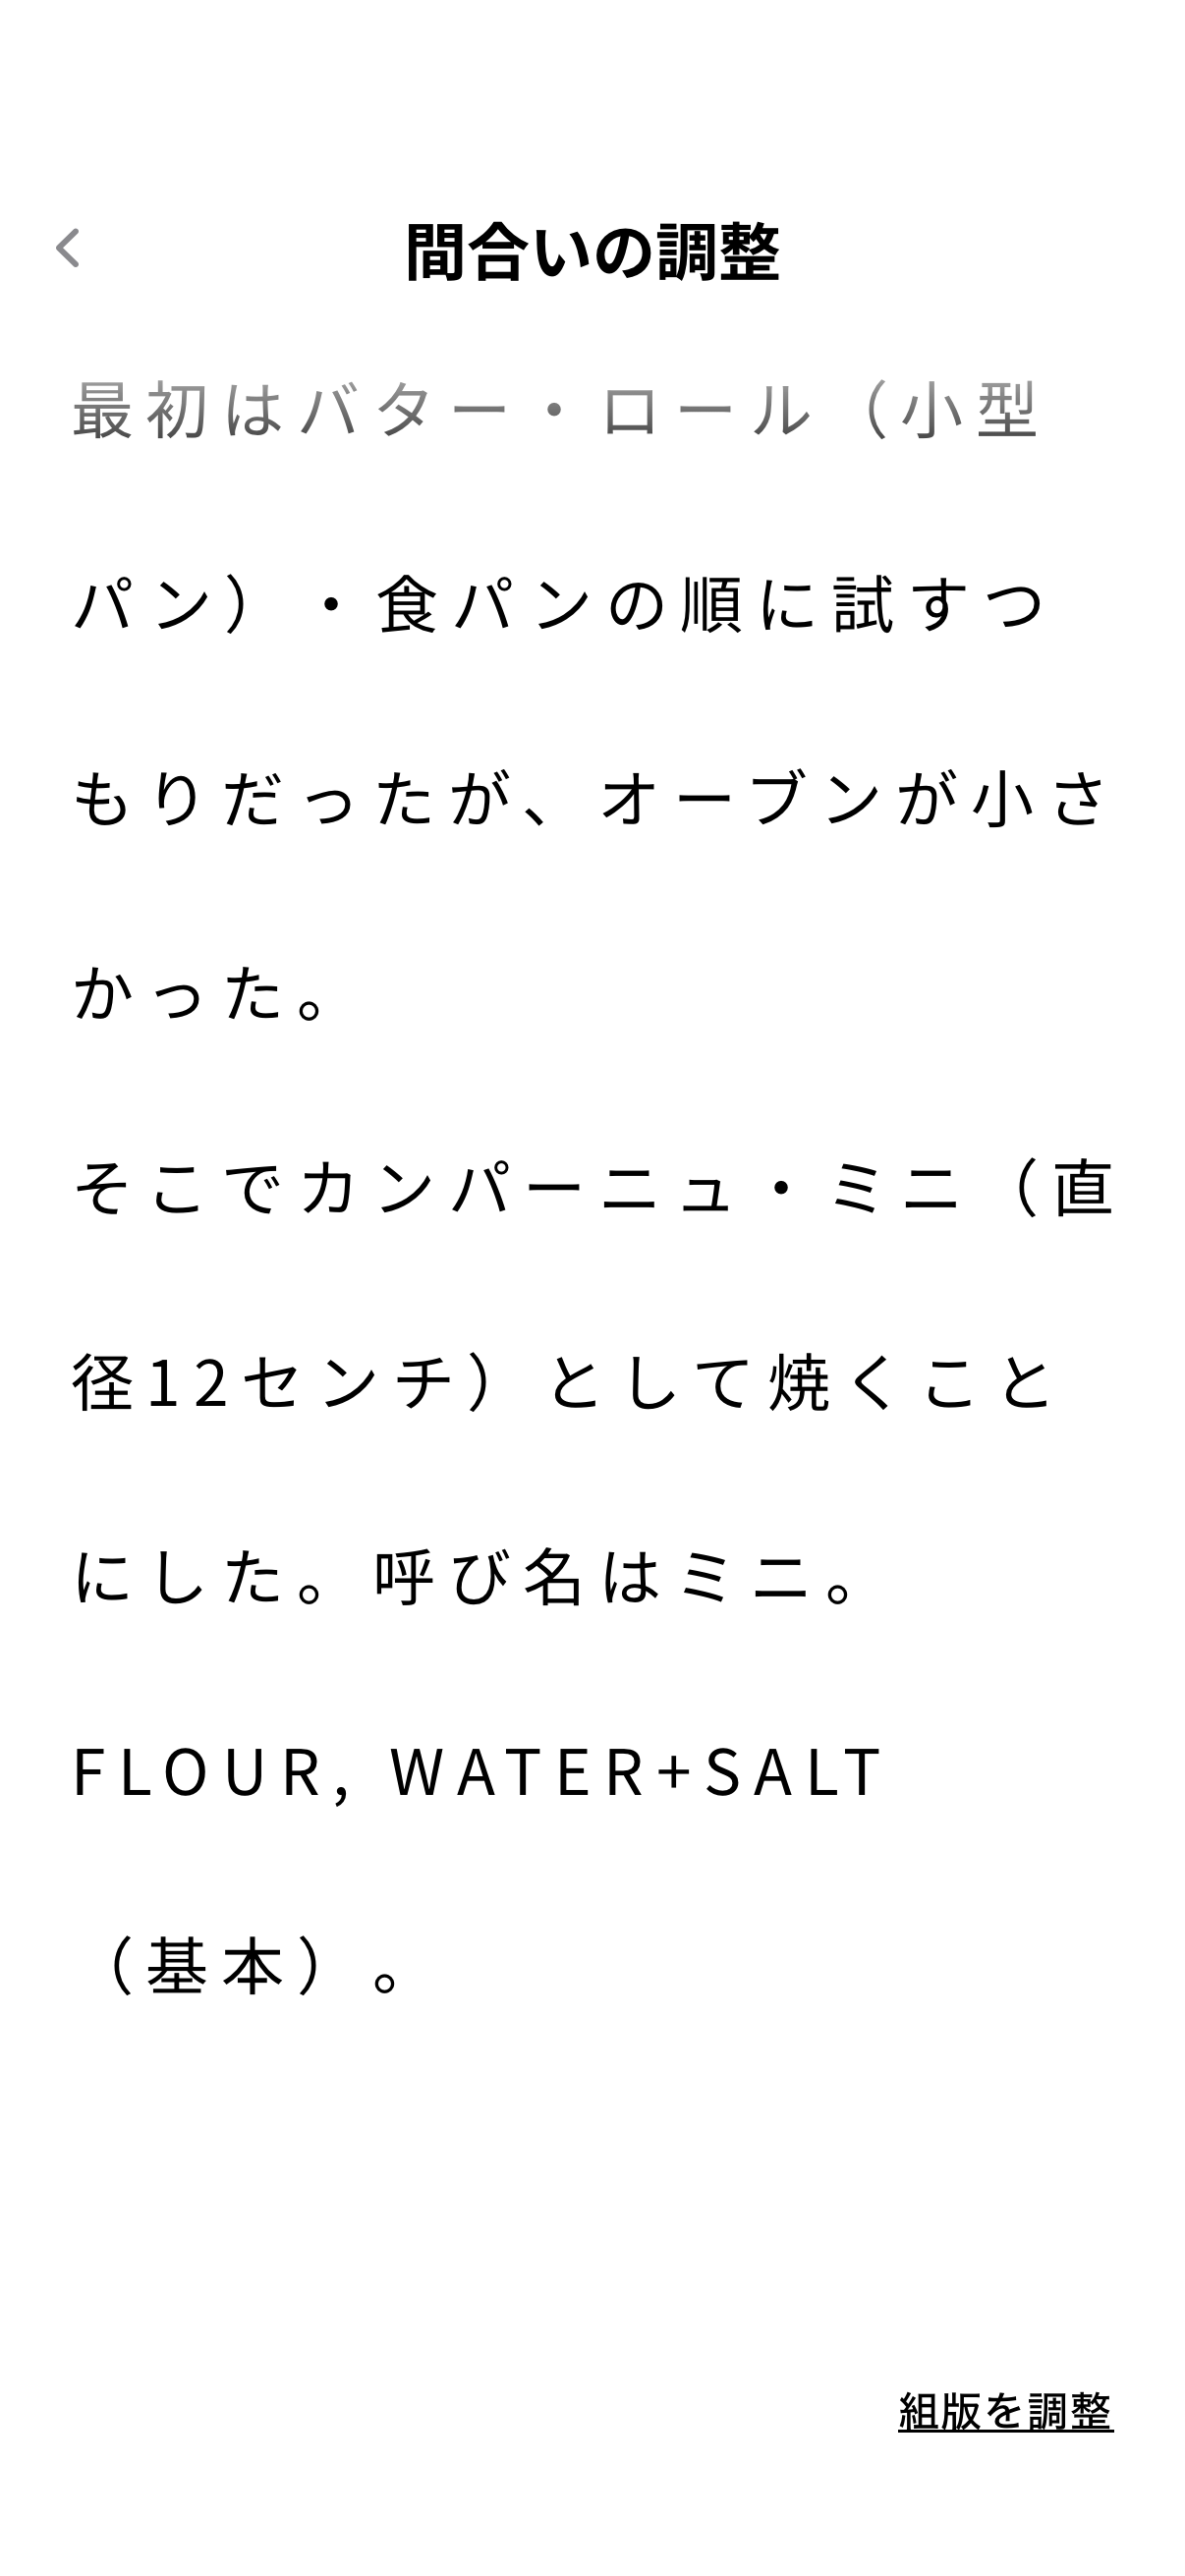 間合いの調整
最初はバター・ロール（小型
パン）・食パンの順に試すつ
もりだったが、オーブンが小さ
かった。
そこでカンパーニュ・ミニ（直
径12センチ）として焼くこと
にした。呼び名はミニ。
FLOUR, WATER+SALT
（基本）。
組版を調整